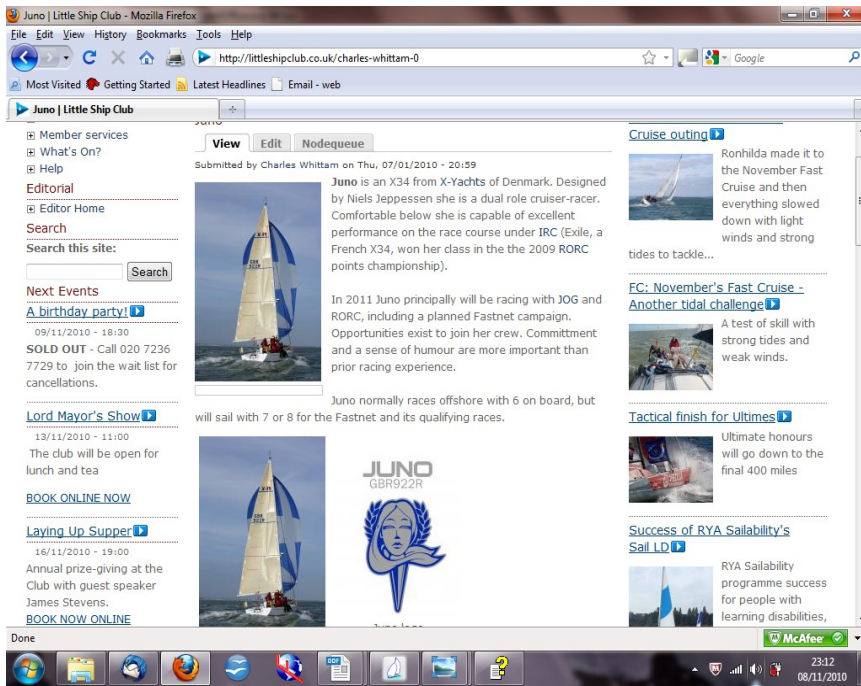 Juno | Little Ship Club - Mozilla Firefox
File Edit View History Bookmarks Tools Help
http://littleshipclub.co.uk/charles-whittam-0
Google
Most Visited Getting Started Latest Headlines Email - web
Juno | Little Ship Club
Member services
What's On?
Help
Editorial
Editor Home
Search
Search this site:
Search
Next Events
A birthday party!
09/11/2010 - 18:30
SOLD OUT - Call 020 7236
7729 to join the wait list for
cancellations.
Lord Mayor's Show
13/11/2010 - 11:00
The club will be open for
lunch and tea
BOOK ONLINE NOW
Laying Up Supper
16/11/2010 - 19:00
Annual prize-giving at the
Club with guest speaker
James Stevens.
BOOK NOW ONLINE
Juno
View Edit Nodequeue
Submitted by Charles Whittam on Thu, 07/01/2010 - 20:59
Juno is an X34 from X-Yachts of Denmark. Designed
by Niels Jeppessen she is a dual role cruiser-racer.
Comfortable below she is capable of excellent
performance on the race course under IRC (Exile, a
French X34, won her class in the the 2009 RORC
points championship).
In 2011 Juno principally will be racing with JOG and
RORC, including a planned Fastnet campaign.
Opportunities exist to join her crew. Committment
and a sense of humour are more important than
prior racing experience.
Juno normally races offshore with 6 on board, but
will sail with 7 or 8 for the Fastnet and its qualifying races.
JUNO
GBR922R
Juno logo
Cruise outing
Ronhilda made it to
the November Fast
Cruise and then
everything slowed
down with light
winds and strong
tides to tackle...
FC: November's Fast Cruise -
Another tidal challenge
A test of skill with
strong tides and
weak winds.
Tactical finish for Ultimes
Ultimate honours
will go down to the
final 400 miles
Success of RYA Sailability's
Sail LD
RYA Sailability
programme success
for people with
learning disabilities,
Done
McAfee
23:12
08/11/2010